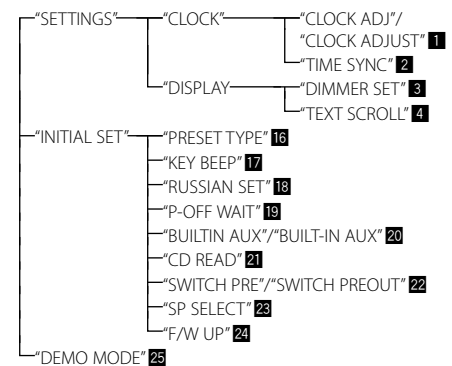 “SETTINGS” “CLOCK” “CLOCK ADJ”/
“CLOCK ADJUST” 1
“TIME SYNC” 2
“DISPLAY “DIMMER SET” 3
“TEXT SCROLL” 4
“INITIAL SET” “PRESET TYPE” 16
“KEY BEEP” 17
“RUSSIAN SET” 18
“P-OFF WAIT” 19
“BUILTIN AUX”/“BUILT-IN AUX” 20
“CD READ” 21
“SWITCH PRE”/“SWITCH PREOUT” 22
“SP SELECT” 23
“F/W UP” 24
“DEMO MODE” 25